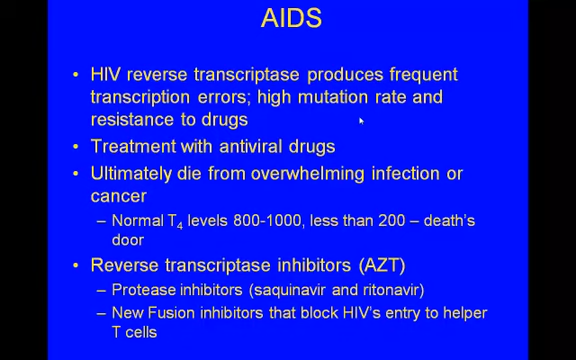 AIDS
• HIV reverse transcriptase produces frequent
transcription errors; high mutation rate and
resistance to drugs
• Treatment with antiviral drugs
• Ultimately die from overwhelming infection or
cancer
– Normal T4 levels 800-1000, less than 200 – death's
door
• Reverse transcriptase inhibitors (AZT)
– Protease inhibitors (saquinavir and ritonavir)
– New Fusion inhibitors that block HIV's entry to helper
T cells